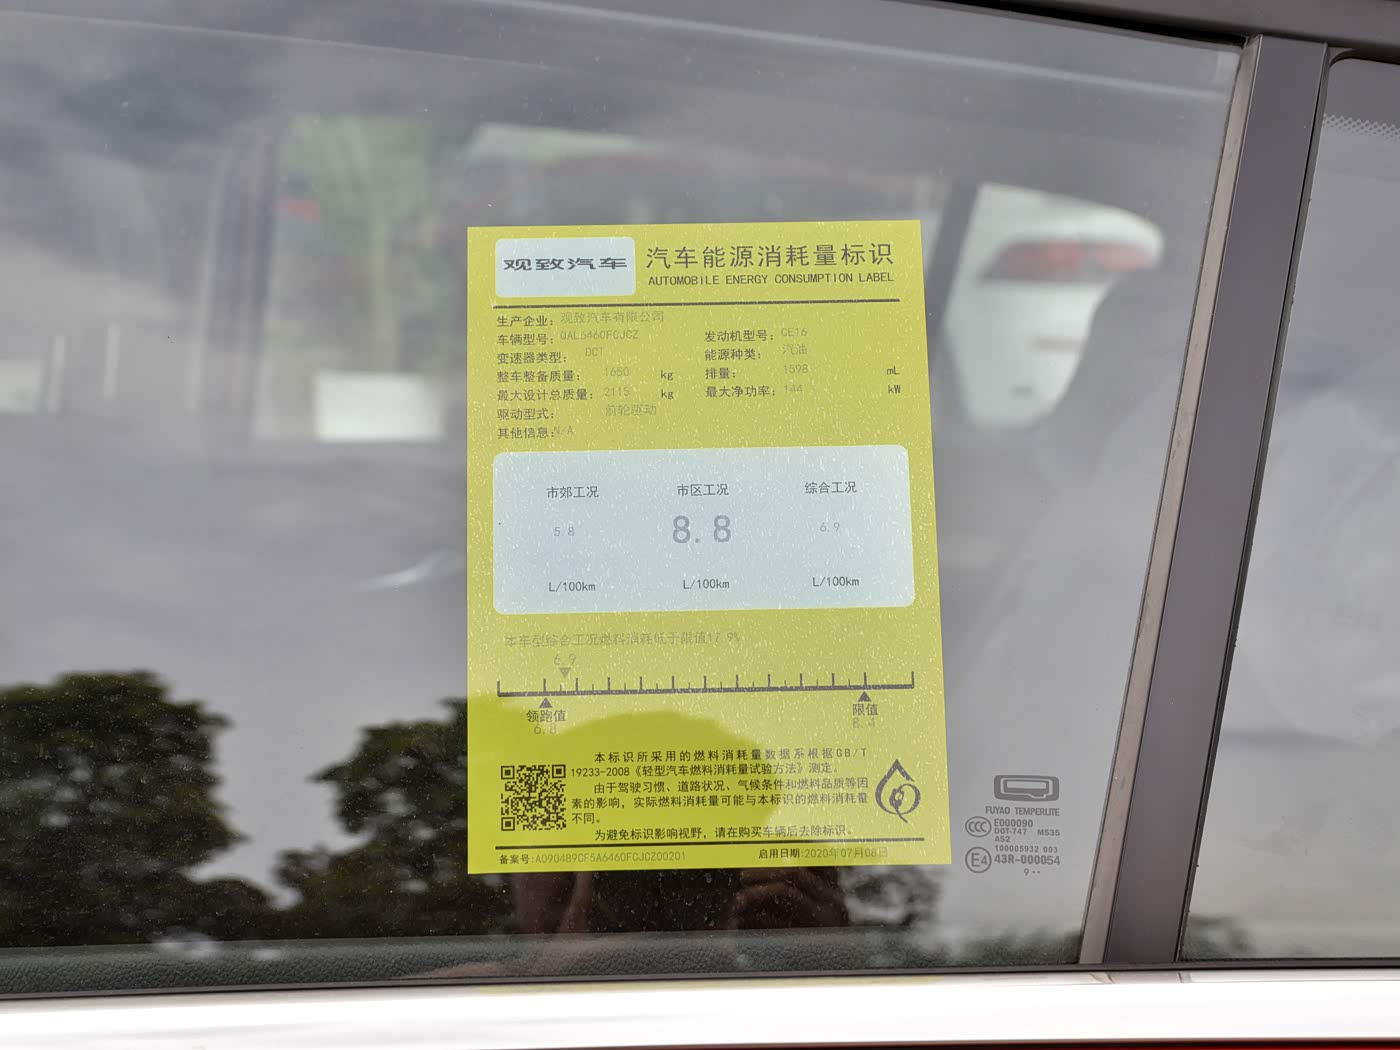 观致汽车
汽车能源消耗量标识
AUTOMOBILE ENERGY CONSUMPTION LABEL
生产企业：观致汽车有限公司
车辆型号：QAL6460FCJCZ 发动机型号：CE16
变速器类型： DCT 能源种类： 汽油
整车整备质量： 1650 kg 排量： 1598 mL
最大设计总质量： 2115 kg 最大净功率：144 kW
驱动型式： 前轮驱动
其他信息：N/A
市郊工况 市区工况 综合工况
5.8 8.8 6.9
L/100km L/100km L/100km
本车型综合工况燃料消耗低于限值17.9%
6.9
领跑值 限值
6.8 8.4
本标识所采用的燃料消耗量数据系根据GB/T
19233-2008《轻型汽车燃料消耗量试验方法》测定。
由于驾驶习惯、道路状况、气候条件和燃料品质等因
素的影响，实际燃料消耗量可能与本标识的燃料消耗量
不同。
为避免标识影响视野，请在购买车辆后去除标识。
备案号：A0904B9CF5A6460FCJCZ00201 启用日期：2020年07月08日
FUYAO TEMPERLITE
CCC E000090
DOT-747 M535
AS2
100005932 003
E4 43R-000054
9 ··